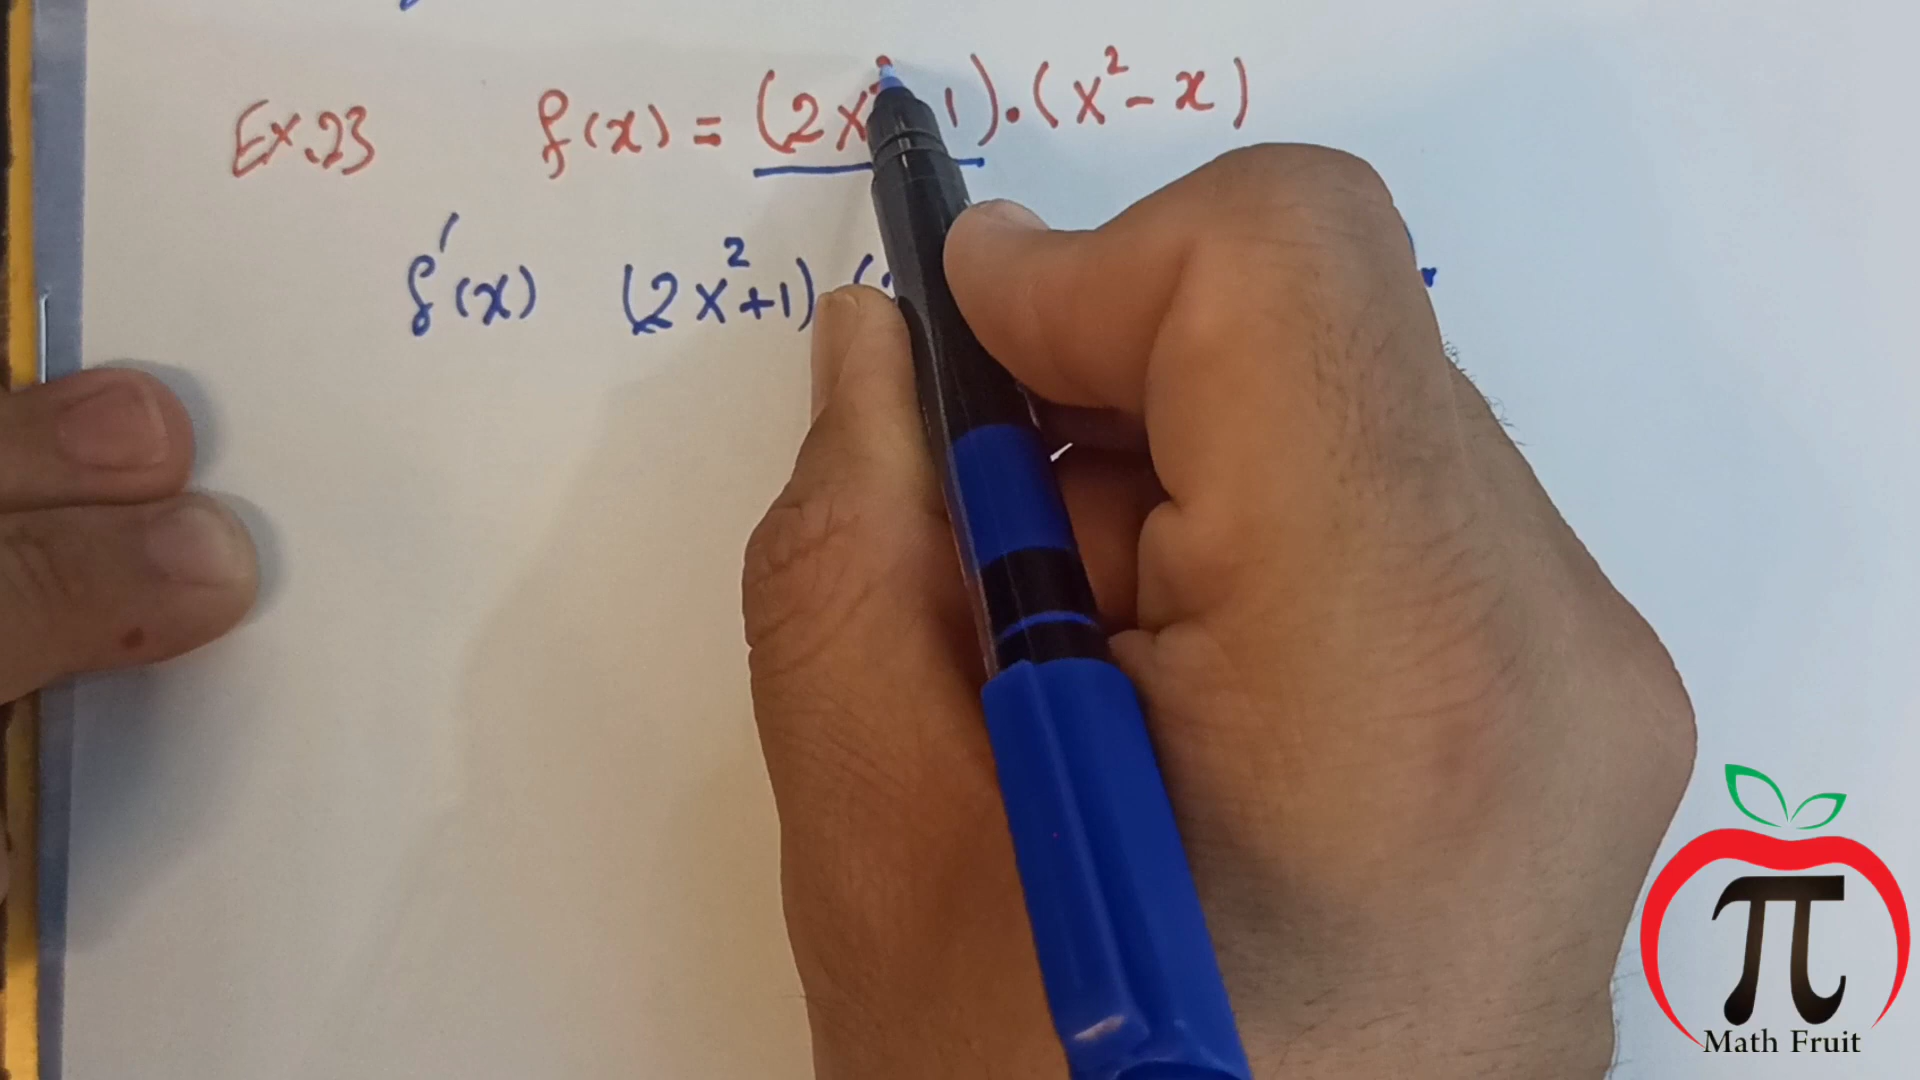 Ex.23 f(x) = (2x² 1).(x² - x)
f'(x) (2x²+1) (
π
Math Fruit